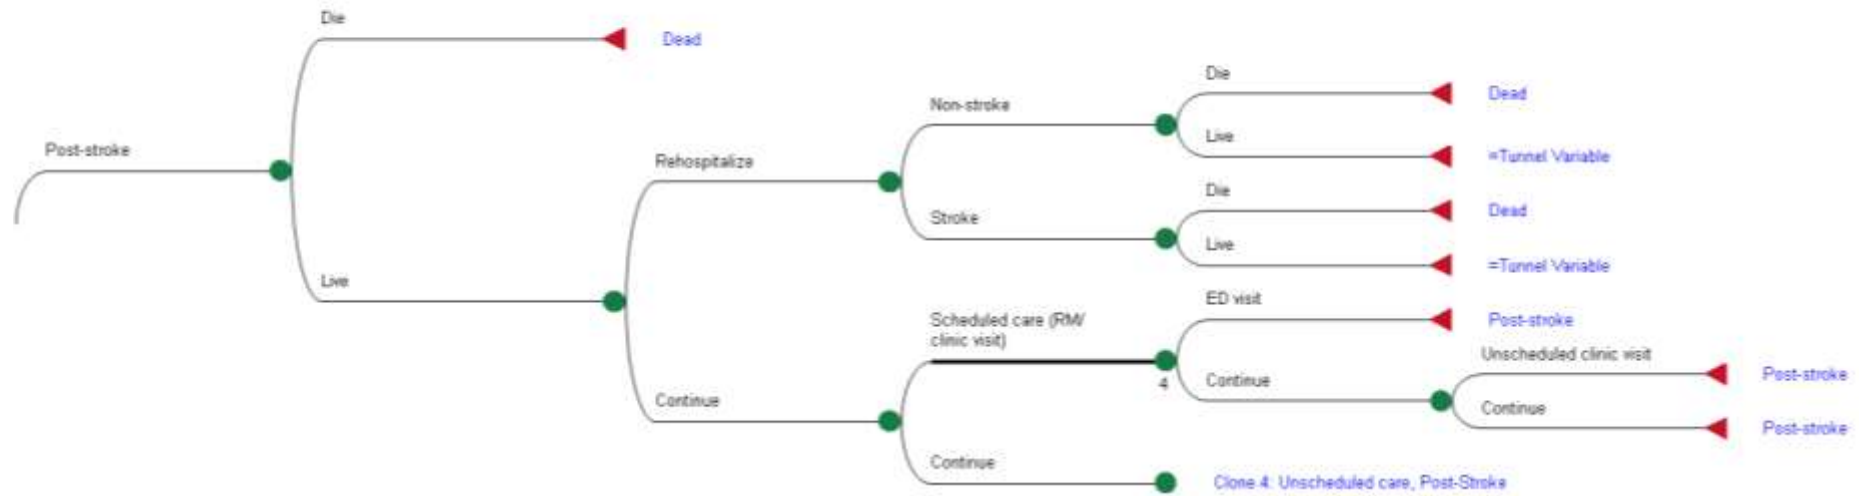 Die
Dead
Die
Dead
Non-stroke
Live
=Tunnel Variable
Post-stroke
Rehospitalize
Die
Dead
Stroke
Live
=Tunnel Variable
Live
ED visit
Post-stroke
Scheduled care (RM/
clinic visit)
Unscheduled clinic visit
Post-stroke
4
Continue
Continue
Continue
Post-stroke
Continue
Clone 4: Unscheduled care, Post-Stroke